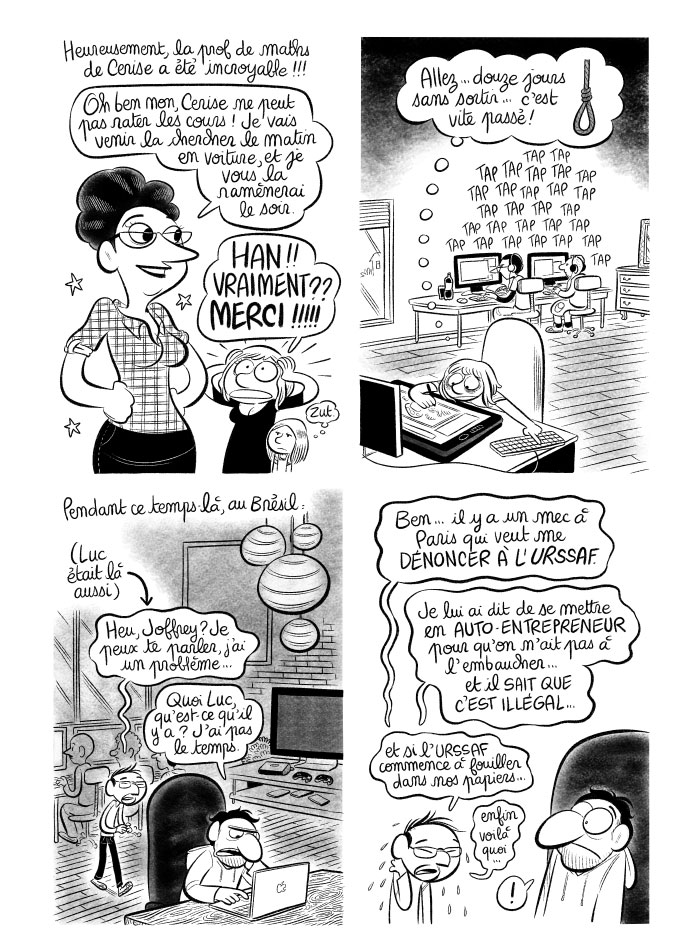 Heureusement, la prof de maths
de Cerise a été incroyable !!!
Oh ben non, Cerise ne peut
pas rater les cours ! Je vais
venir la chercher le matin
en voiture, et je
vous la
ramènerai
le soir.
HAN !!
VRAIMENT ??
MERCI !!!!!
Zut.
Allez... douze jours
sans sortir... c'est
vite passé !
TAP TAP
TAP TAP TAP TAP TAP
TAP TAP TAP TAP TAP TAP
TAP TAP TAP TAP TAP
TAP TAP TAP TAP TAP TAP
TAP TAP TAP TAP TAP TAP
TAP
Pendant ce temps-là, au Brésil :
(Luc
était là
aussi)
Heu, Joffrey ? Je
peux te parler, j'ai
un problème...
Quoi Luc,
qu'est-ce qu'il
y'a ? J'ai pas
le temps.
Ben... il y a un mec à
Paris qui veut me
DÉNONCER À L'URSSAF.
Je lui ai dit de se mettre
en AUTO-ENTREPRENEUR
pour qu'on n'ait pas à
l'embaucher...
et il SAIT QUE
C'EST ILLÉGAL...
et si l'URSSAF
commence à fouiller
dans nos papiers...
enfin
voilà
quoi
...
!